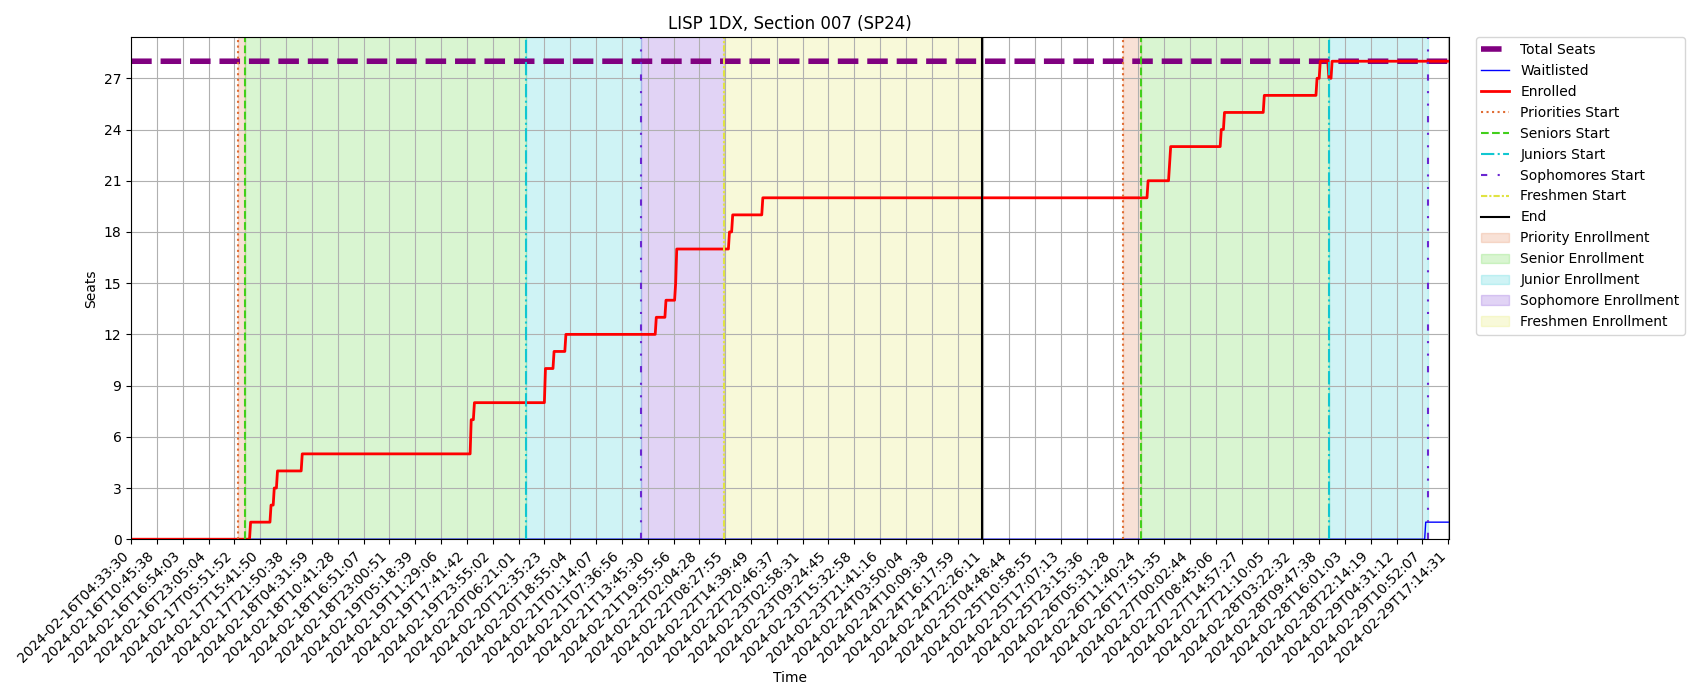 LISP 1DX, Section 007 (SP24)
Total Seats
Waitlisted
Enrolled
Priorities Start
Seniors Start
Juniors Start
Sophomores Start
Freshmen Start
End
Priority Enrollment
Senior Enrollment
Junior Enrollment
Sophomore Enrollment
Freshmen Enrollment
Seats
27
24
21
18
15
12
9
6
3
0
2024-02-16T04:33:30
2024-02-16T10:45:38
2024-02-16T16:54:03
2024-02-16T23:05:04
2024-02-17T05:51:52
2024-02-17T15:41:50
2024-02-17T21:50:38
2024-02-18T04:31:59
2024-02-18T10:41:28
2024-02-18T16:51:07
2024-02-18T23:00:51
2024-02-19T05:18:39
2024-02-19T11:29:06
2024-02-19T17:41:42
2024-02-19T23:55:02
2024-02-20T06:21:01
2024-02-20T12:35:23
2024-02-20T18:55:04
2024-02-21T01:14:07
2024-02-21T07:36:56
2024-02-21T13:45:30
2024-02-21T19:55:56
2024-02-22T02:04:28
2024-02-22T08:27:55
2024-02-22T14:39:49
2024-02-22T20:46:37
2024-02-23T02:58:31
2024-02-23T09:24:45
2024-02-23T15:32:58
2024-02-23T21:41:16
2024-02-24T03:50:04
2024-02-24T10:09:38
2024-02-24T16:17:59
2024-02-24T22:26:11
2024-02-25T04:48:44
2024-02-25T10:58:55
2024-02-25T17:07:13
2024-02-25T23:15:36
2024-02-26T05:31:28
2024-02-26T11:40:24
2024-02-26T17:51:35
2024-02-27T00:02:44
2024-02-27T08:45:06
2024-02-27T14:57:27
2024-02-27T21:10:05
2024-02-28T03:22:32
2024-02-28T09:47:38
2024-02-28T16:01:03
2024-02-28T22:14:19
2024-02-29T04:31:12
2024-02-29T10:52:07
2024-02-29T17:14:31
Time